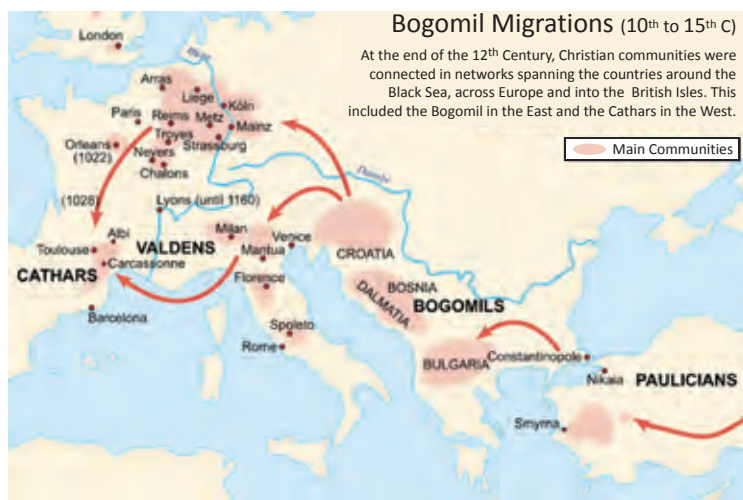 Bogomil Migrations (10th to 15th C)
At the end of the 12th Century, Christian communities were
connected in networks spanning the countries around the
Black Sea, across Europe and into the British Isles. This
included the Bogomil in the East and the Cathars in the West.
Main Communities
London
Arras
Liege
Köln
Paris
Reims
Metz
Mainz
Orleans
(1022)
Troyes
Strassburg
Nevers
Chalons
Danube
(1028)
Lyons (until 1160)
Albi
Milan
Venice
Toulouse
VALDENS
Mantua
CROATIA
CATHARS
Carcassonne
Florence
BOSNIA
DALMATIA
BOGOMILS
Barcelona
Spoleto
Rome
BULGARIA
Constantinopole
Nikaia
PAULICIANS
Smyrna